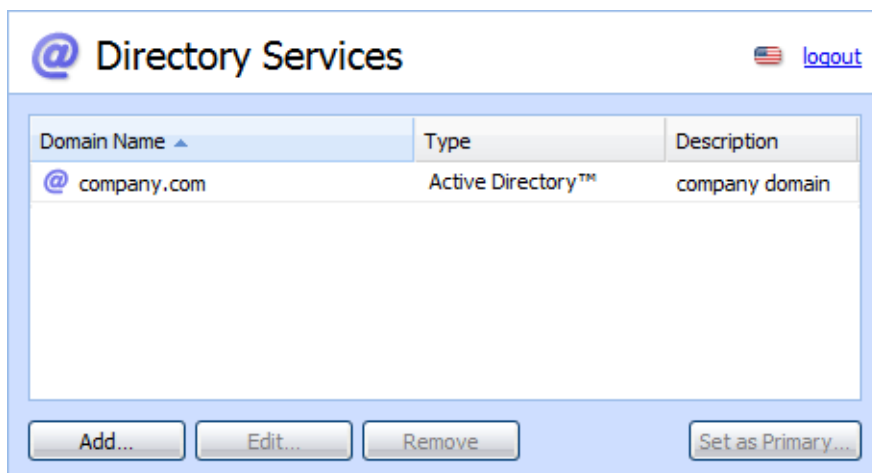 @ Directory Services logout
Domain Name Type Description
@ company.com Active Directory™ company domain
Add... Edit... Remove Set as Primary...